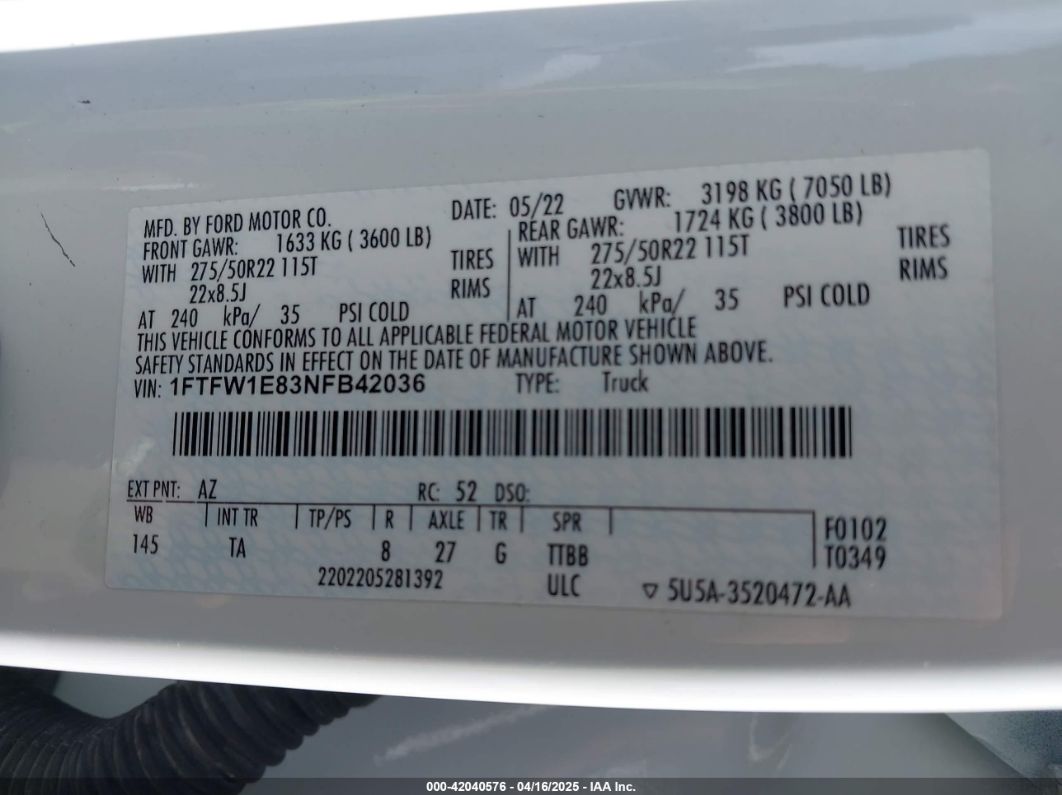 MFD. BY FORD MOTOR CO. DATE: 05/22 GVWR: 3198 KG ( 7050 LB)
FRONT GAWR: 1633 KG ( 3600 LB) REAR GAWR: 1724 KG ( 3800 LB)
WITH 275/50R22 115T TIRES WITH 275/50R22 115T TIRES
22x8.5J RIMS 22x8.5J RIMS
AT 240 kPa/ 35 PSI COLD AT 240 kPa/ 35 PSI COLD
THIS VEHICLE CONFORMS TO ALL APPLICABLE FEDERAL MOTOR VEHICLE
SAFETY STANDARDS IN EFFECT ON THE DATE OF MANUFACTURE SHOWN ABOVE.
VIN: 1FTFW1E83NFB42036 TYPE: Truck
EXT PNT: AZ RC: 52 DSO:
WB INT TR TP/PS R AXLE TR SPR F0102
145 TA 8 27 G TTBB T0349
2202205281392 ULC ▽ 5U5A-3520472-AA
000-42040576 - 04/16/2025 - IAA Inc.